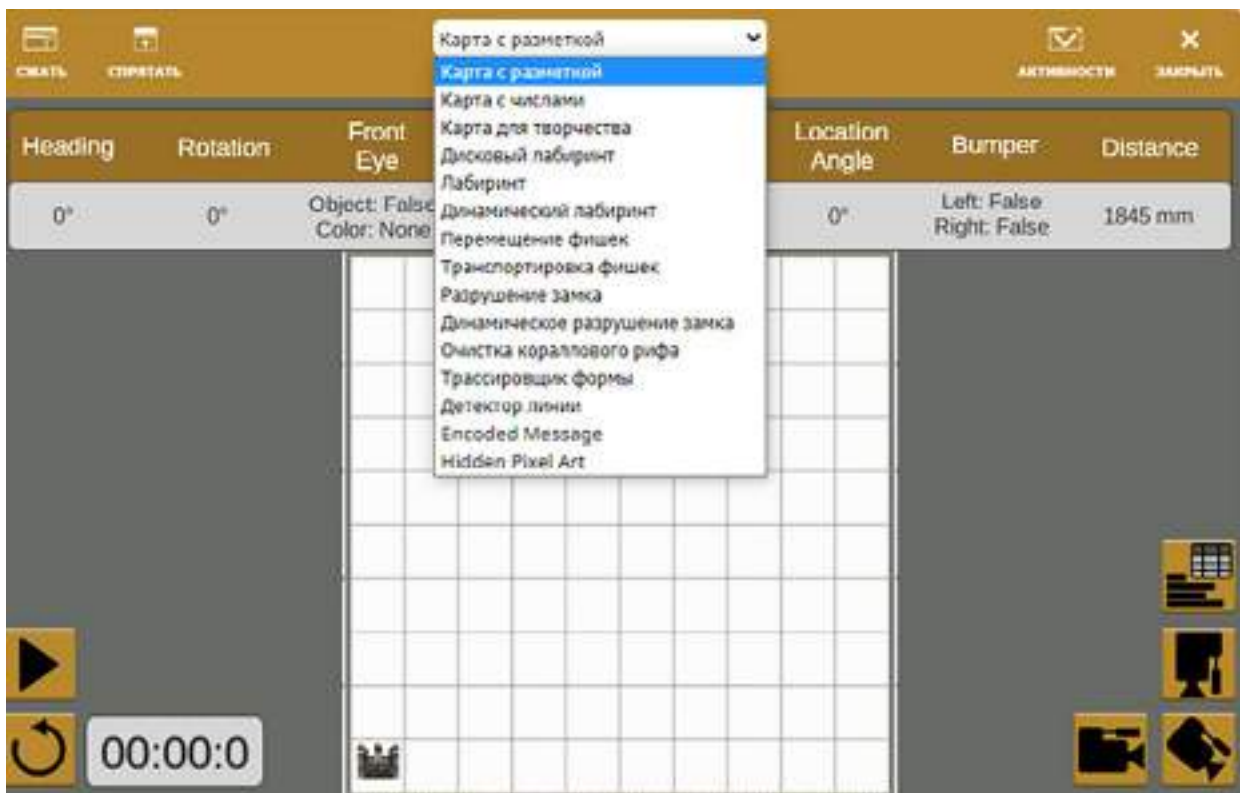 Карта с разметкой
СЖАТЬ
СПРЯТАТЬ
АКТИВНОСТИ
ЗАКРЫТЬ
Карта с разметкой
Карта с числами
Карта для творчества
Дисковый лабиринт
Лабиринт
Динамический лабиринт
Перемещение фишек
Транспортировка фишек
Разрушение замка
Динамическое разрушение замка
Очистка кораллового рифа
Трассировщик формы
Детектор линии
Encoded Message
Hidden Pixel Art
Heading
Rotation
Front
Eye
Location
Angle
Bumper
Distance
0°
0°
Object: False
Color: None
0°
Left: False
Right: False
1845 mm
00:00:0